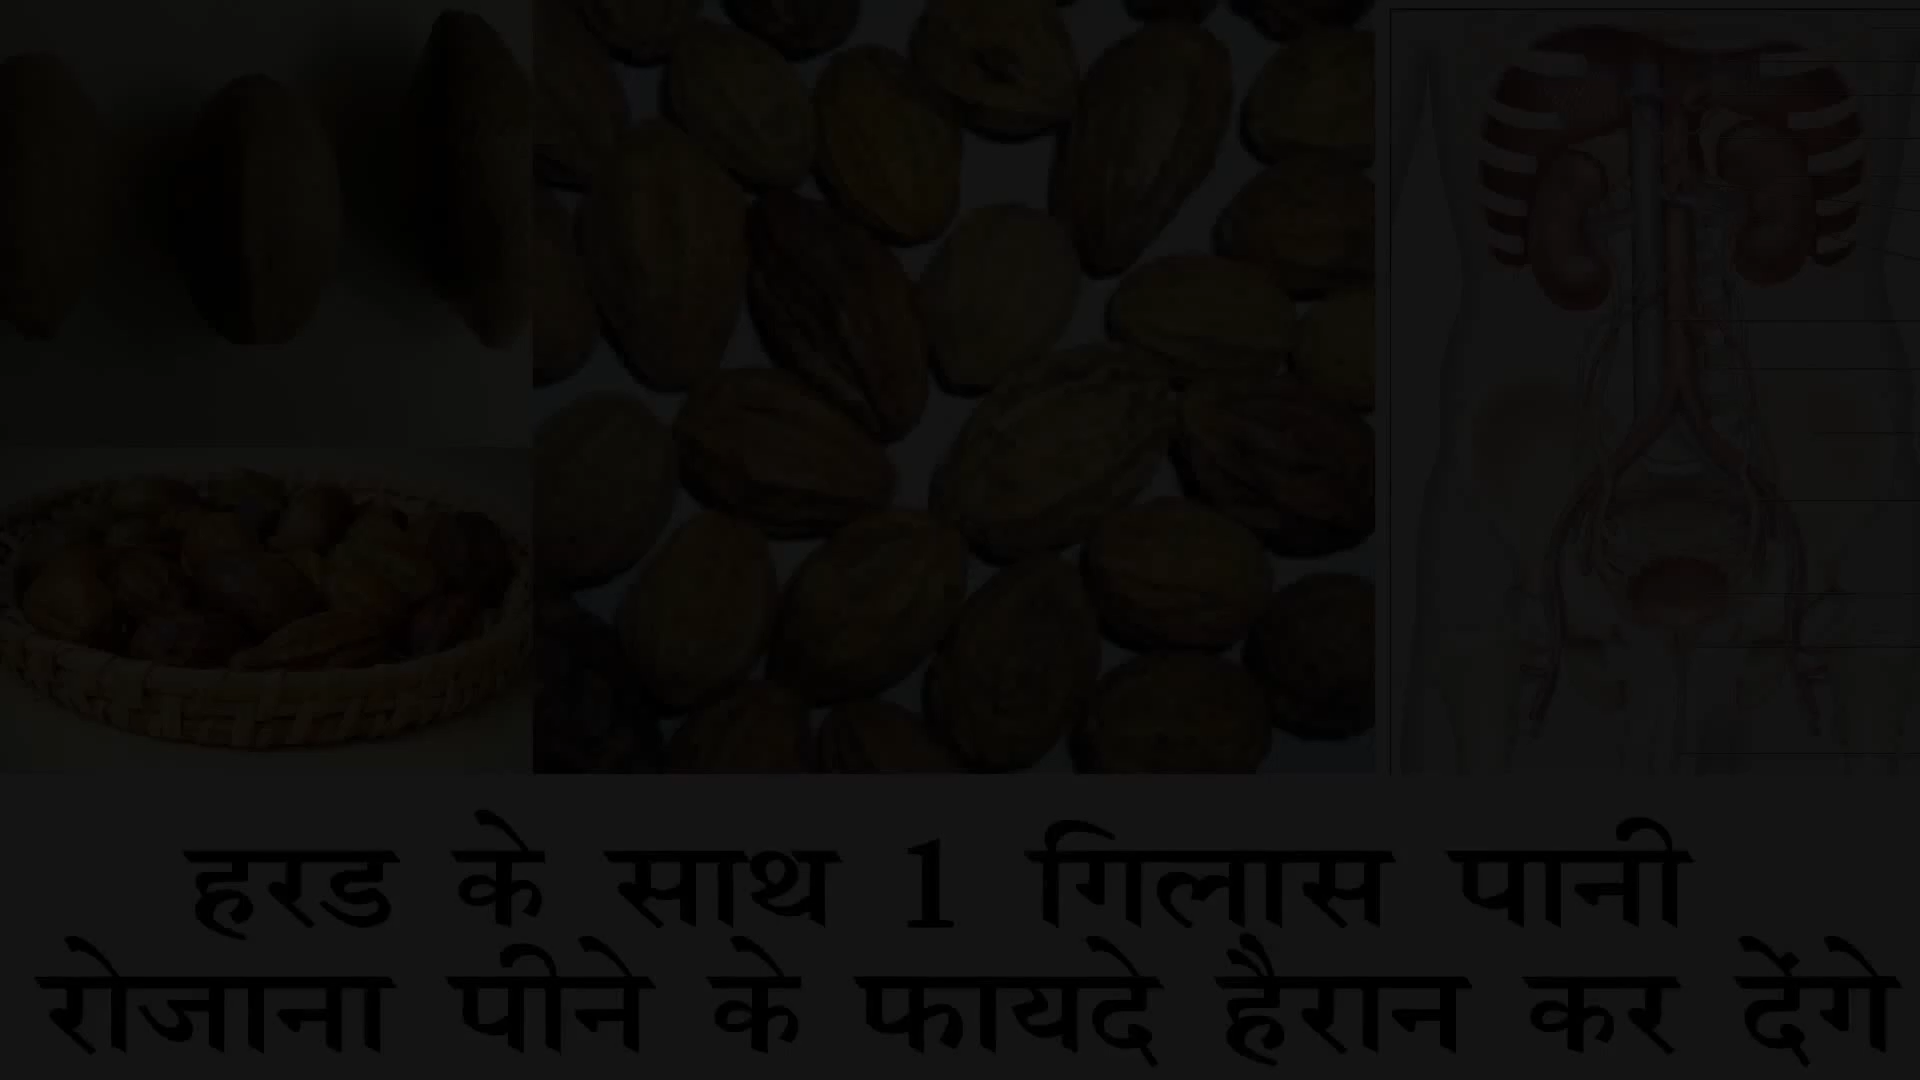 हरड के साथ 1 गिलास पानी
रोजाना पीने के फायदे हैरान कर देंगे